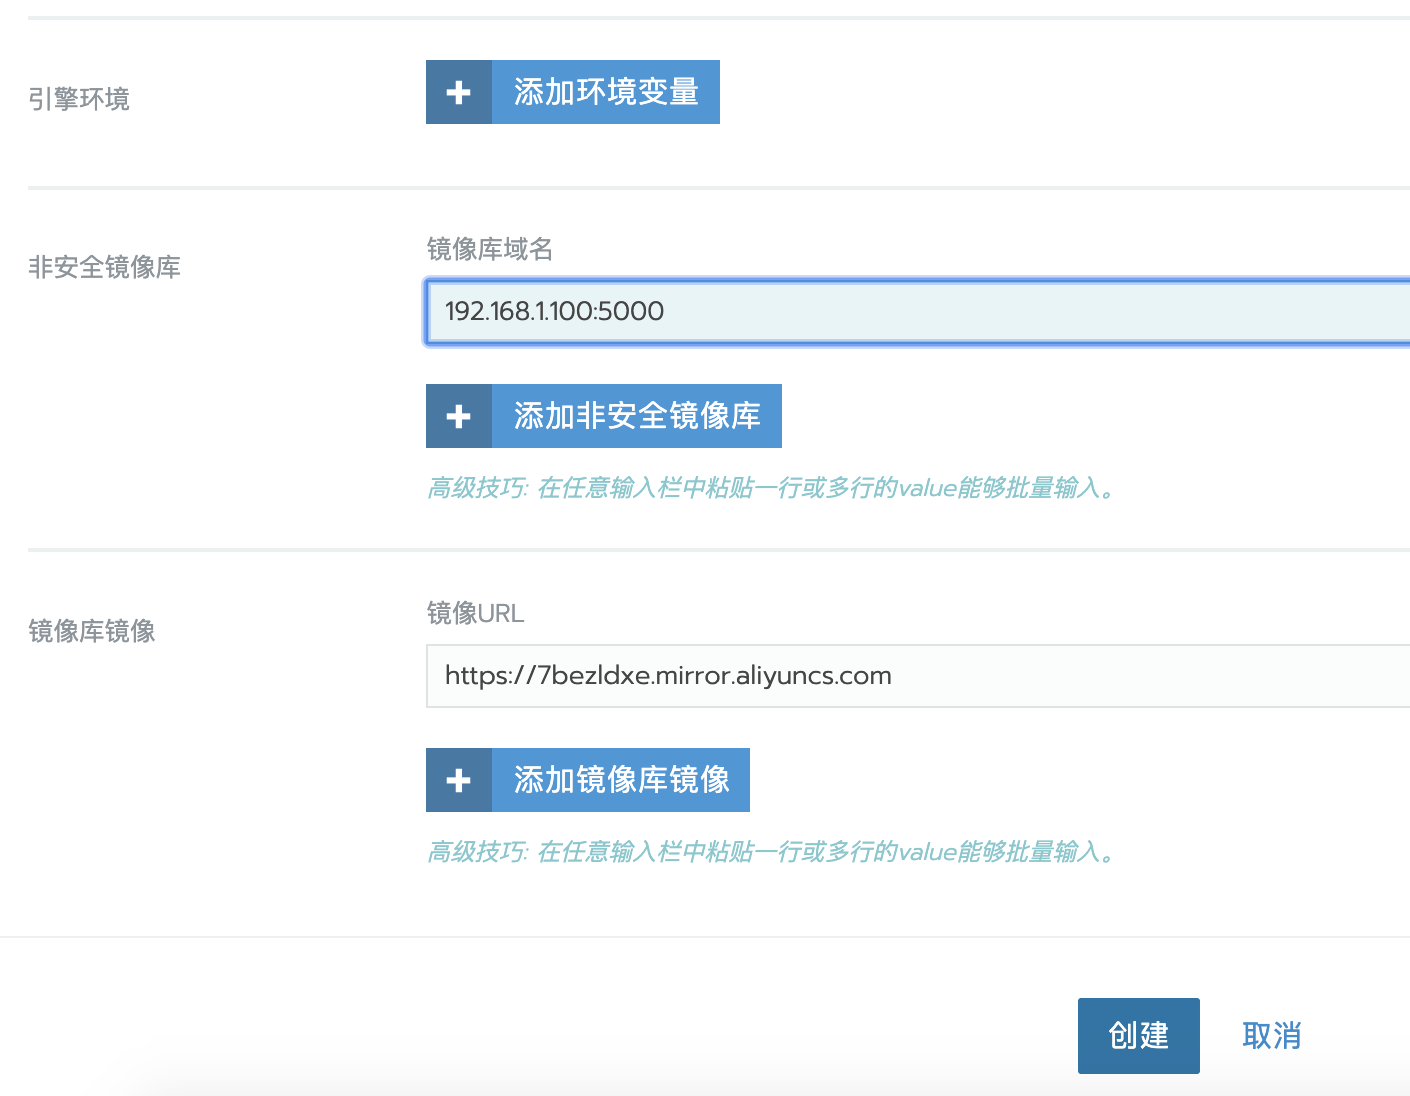 引擎环境
添加环境变量
非安全镜像库
镜像库域名
192.168.1.100:5000
添加非安全镜像库
高级技巧: 在任意输入栏中粘贴一行或多行的value能够批量输入。
镜像库镜像
镜像URL
https://7bezldxe.mirror.aliyuncs.com
添加镜像库镜像
高级技巧: 在任意输入栏中粘贴一行或多行的value能够批量输入。
创建
取消